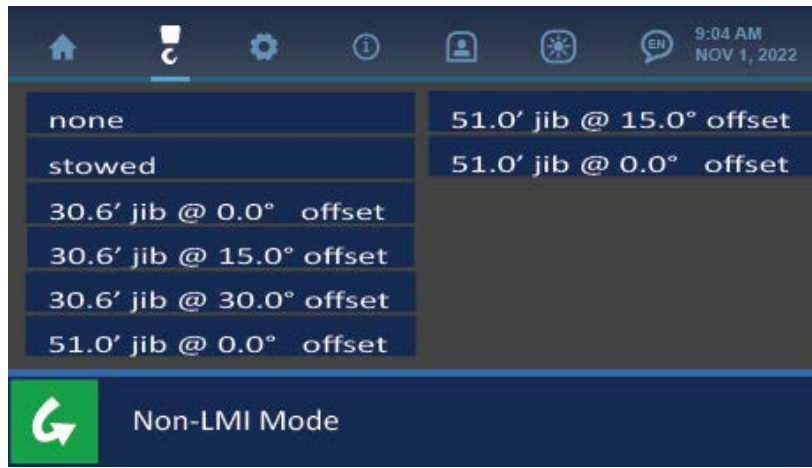 EN
9:04 AM
NOV 1, 2022
none
stowed
30.6′ jib @ 0.0° offset
30.6′ jib @ 15.0° offset
30.6′ jib @ 30.0° offset
51.0′ jib @ 0.0° offset
51.0′ jib @ 15.0° offset
51.0′ jib @ 0.0° offset
Non-LMI Mode